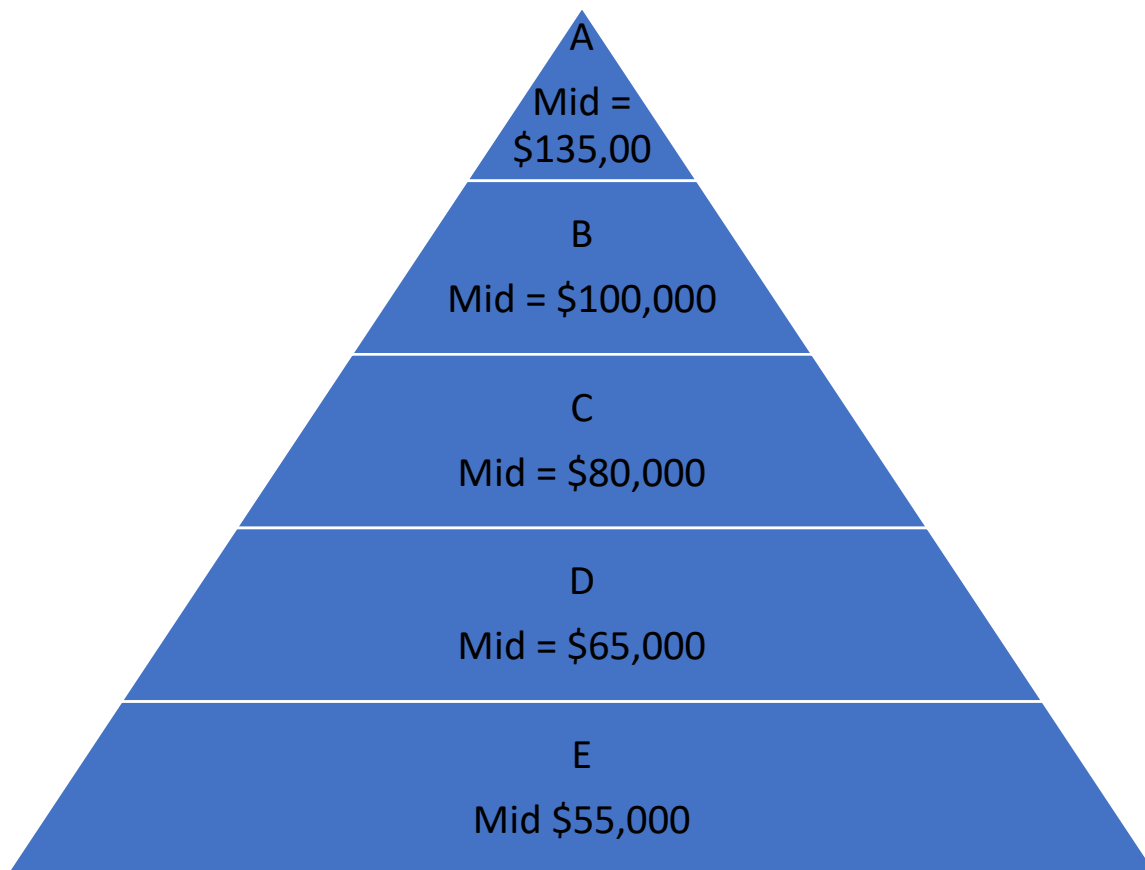 A
Mid =
$135,00
B
Mid = $100,000
C
Mid = $80,000
D
Mid = $65,000
E
Mid $55,000